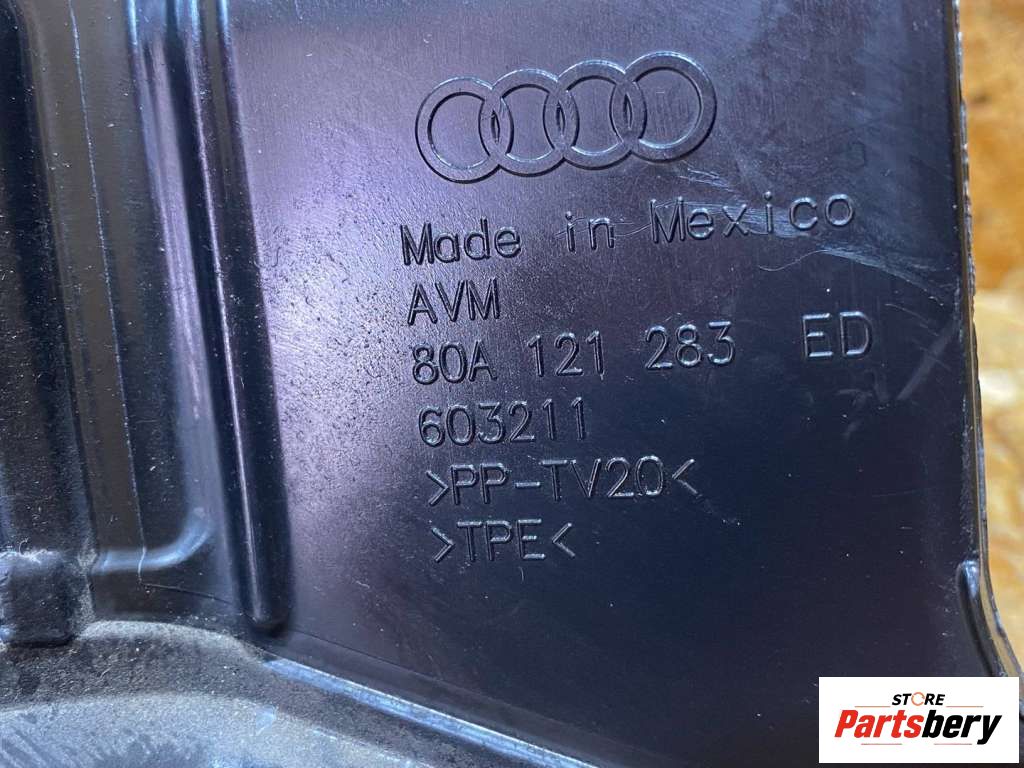 Made in Mexico
AVM
80A 121 283 ED
603211
>PP-TV20<
>TPE<
STORE
Partsbery